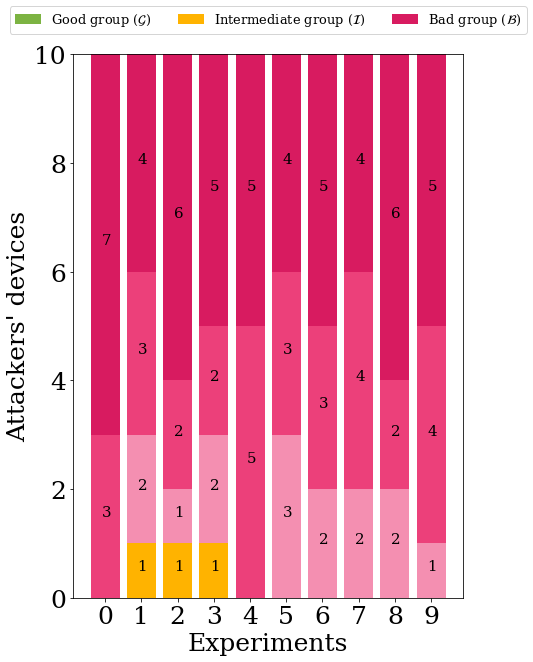 Good group (𝒢) Intermediate group (ℐ) Bad group (ℬ)
10
8
6
4
2
0
Attackers' devices
7 3
4 3 2 1
6 2 1 1
5 2 2 1
5 5
4 3 3
5 3 2
4 4 2
6 2 2
5 4 1
0 1 2 3 4 5 6 7 8 9
Experiments